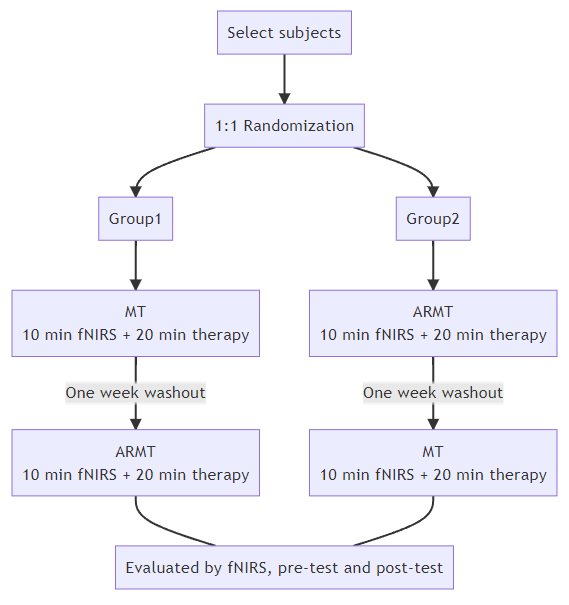 Select subjects
1:1 Randomization
Group1
Group2
MT
10 min fNIRS + 20 min therapy
ARMT
10 min fNIRS + 20 min therapy
One week washout
One week washout
ARMT
10 min fNIRS + 20 min therapy
MT
10 min fNIRS + 20 min therapy
Evaluated by fNIRS, pre-test and post-test